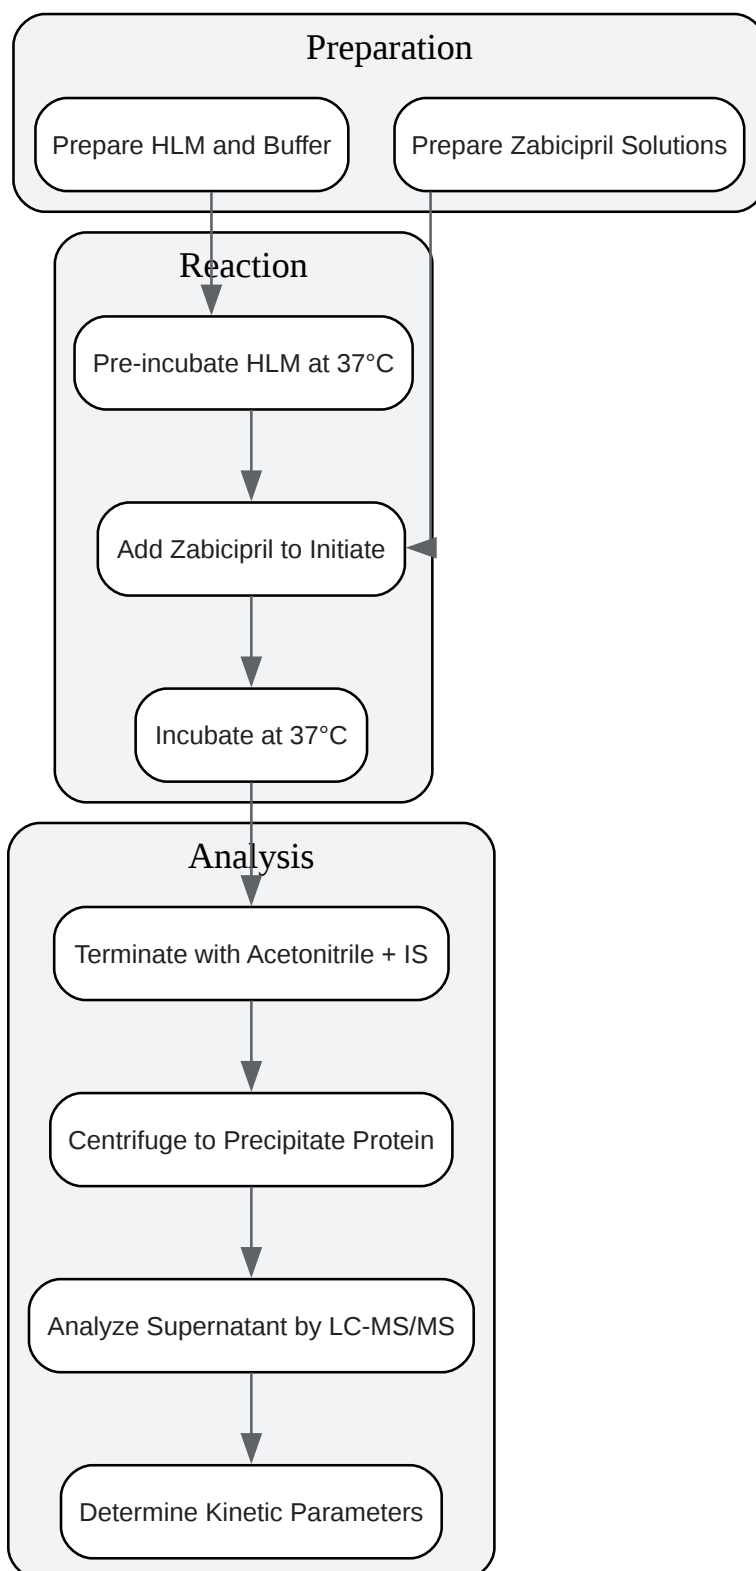 Preparation
Prepare HLM and Buffer
Prepare Zabicipril Solutions
Reaction
Pre-incubate HLM at 37°C
Add Zabicipril to Initiate
Incubate at 37°C
Analysis
Terminate with Acetonitrile + IS
Centrifuge to Precipitate Protein
Analyze Supernatant by LC-MS/MS
Determine Kinetic Parameters